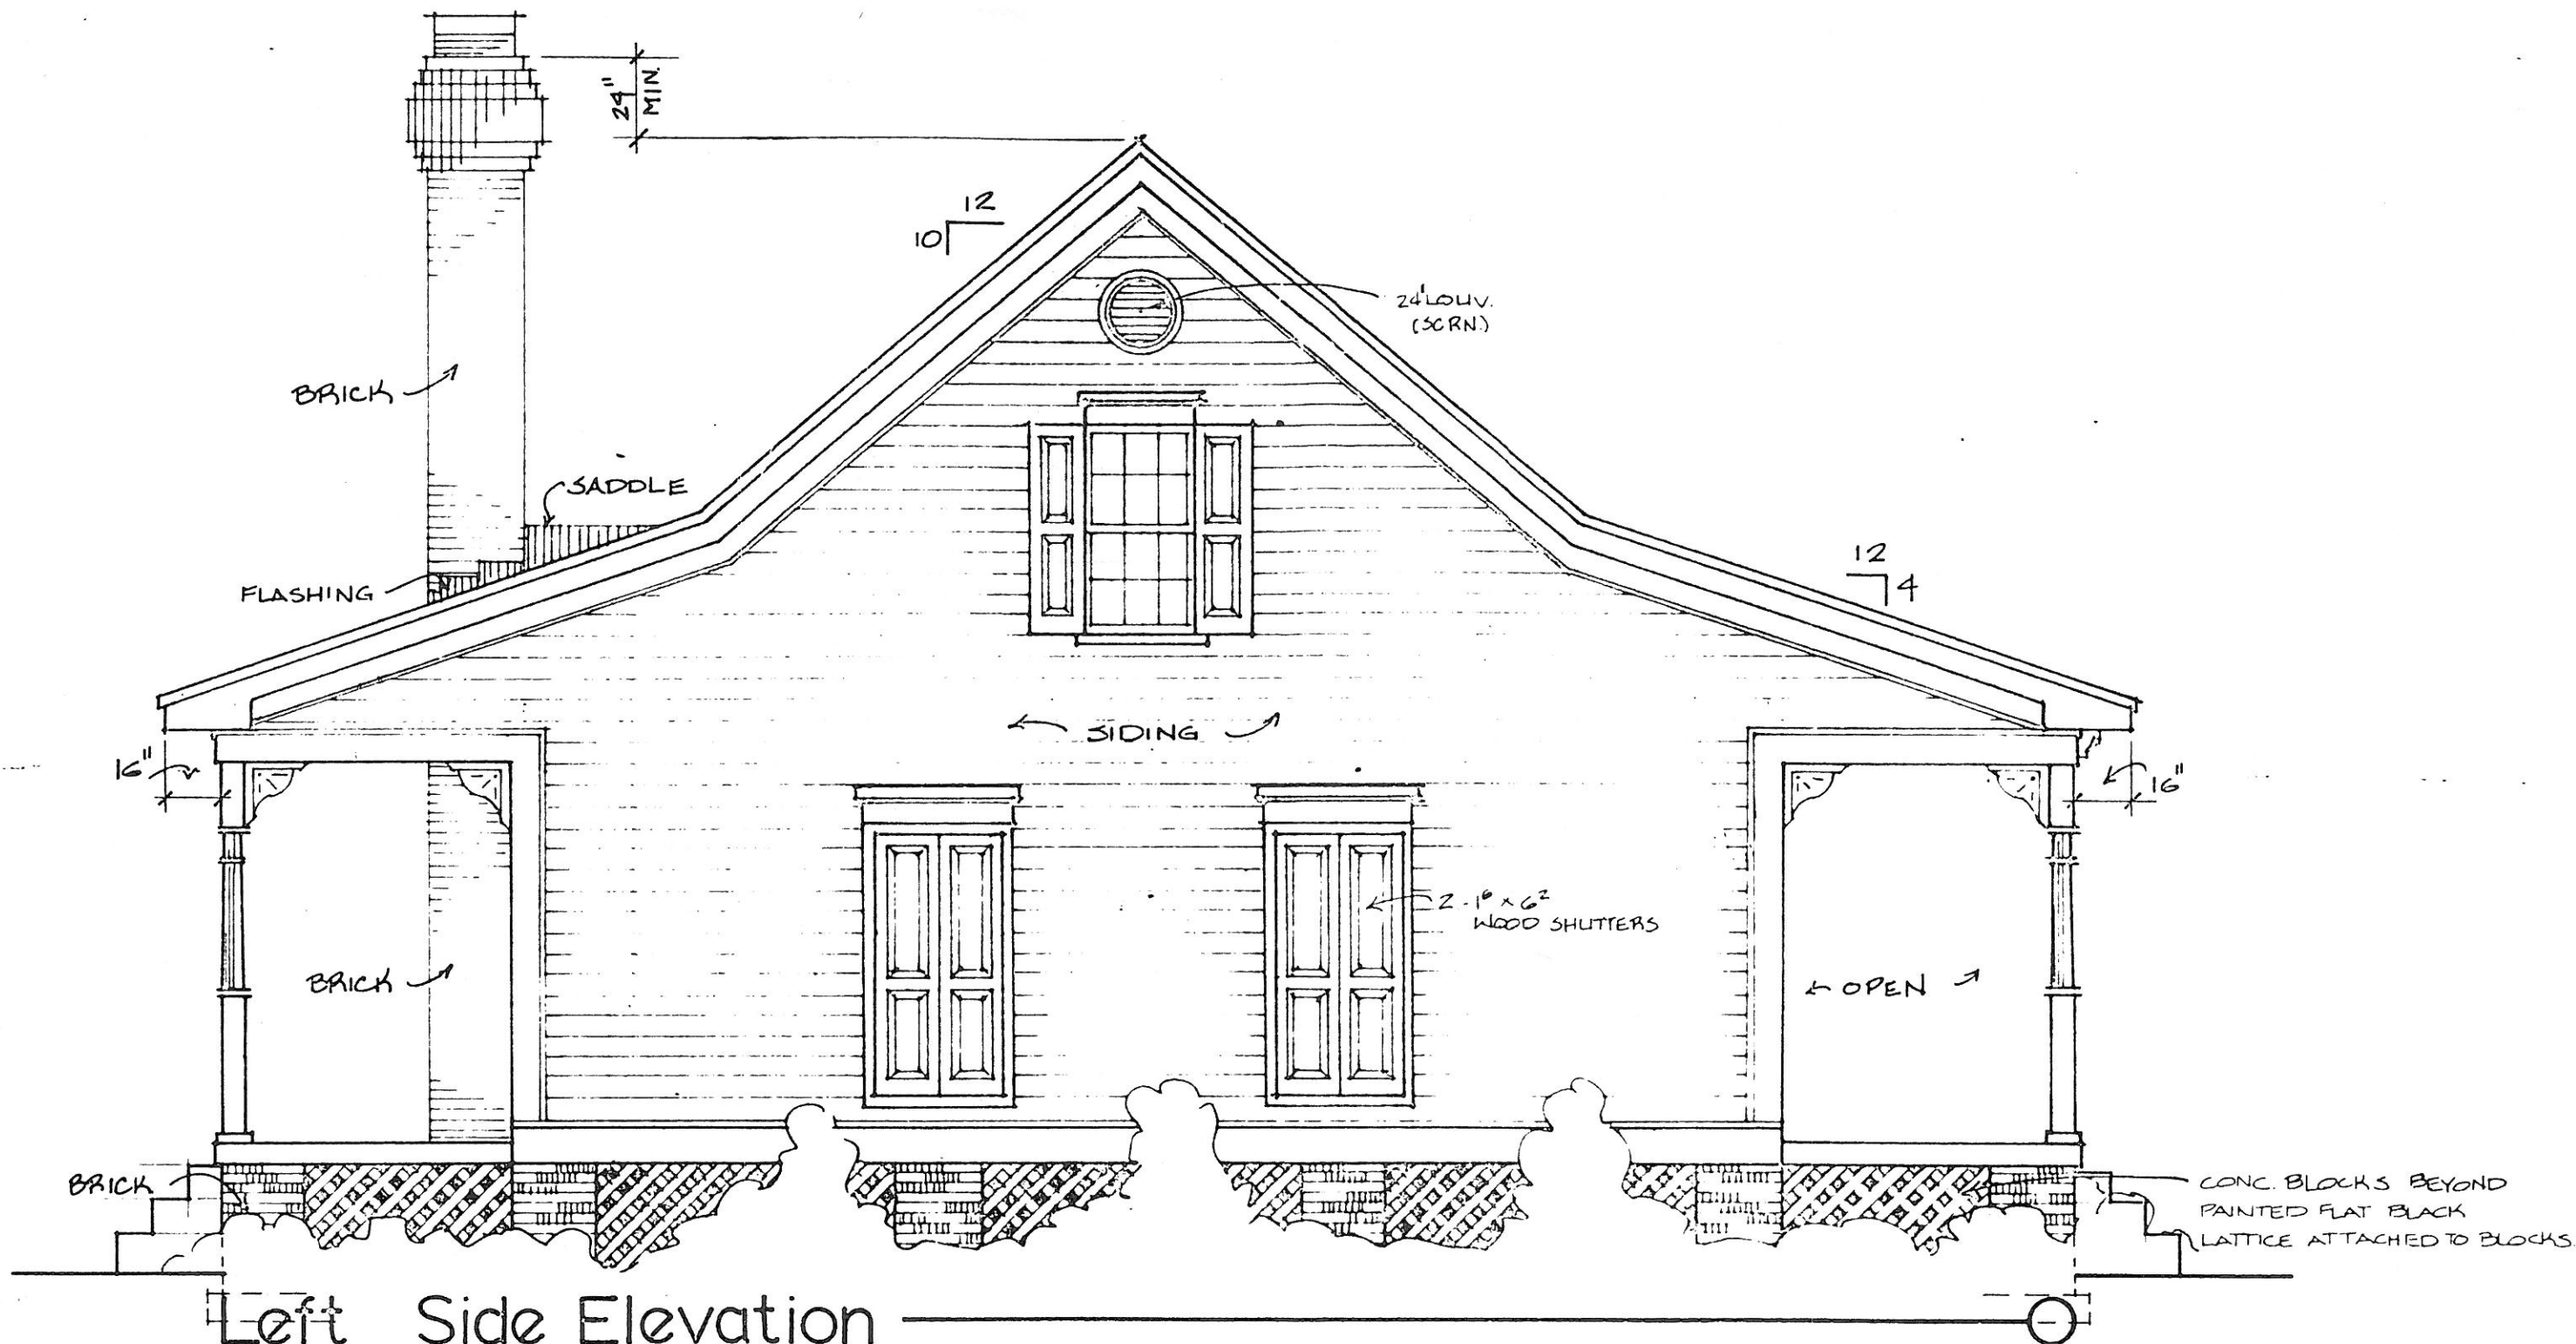 24"
MIN.
12
10
24" LOUV.
(SCRN.)
BRICK
SADDLE
FLASHING
12
4
SIDING
16"
16"
2-1⁶ x 6²
WOOD SHUTTERS
BRICK
OPEN
BRICK
CONC. BLOCKS BEYOND
PAINTED FLAT BLACK
LATTICE ATTACHED TO BLOCKS.
Left Side Elevation